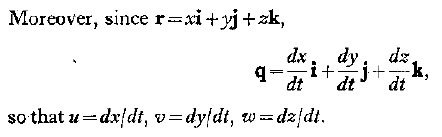 Moreover, since r=xi+yj+zk,
q = dx/dt i + dy/dt j + dz/dt k,
so that u=dx/dt, v=dy/dt, w=dz/dt.